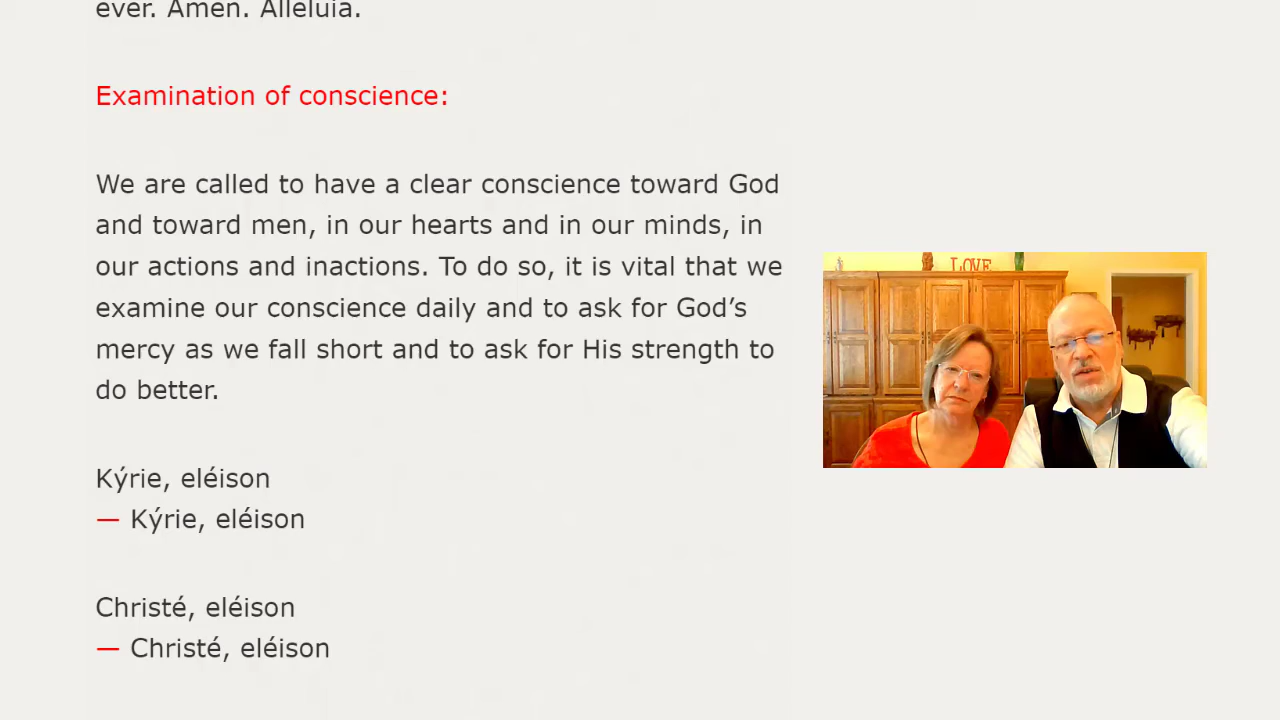 ever. Amen. Alleluia.
Examination of conscience:
We are called to have a clear conscience toward God
and toward men, in our hearts and in our minds, in
our actions and inactions. To do so, it is vital that we
examine our conscience daily and to ask for God’s
mercy as we fall short and to ask for His strength to
do better.
Kýrie, eléison
— Kýrie, eléison
Christé, eléison
— Christé, eléison
LOVE